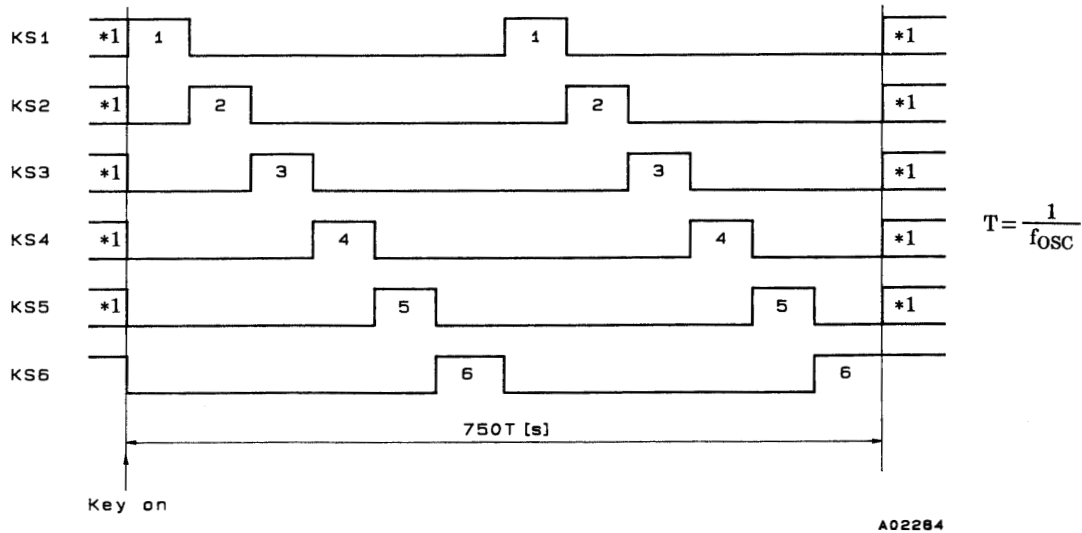 KS1 *1 1 1 *1
KS2 *1 2 2 *1
KS3 *1 3 3 *1
KS4 *1 4 4 *1
KS5 *1 5 5 *1
KS6 6 6
T = 1/fOSC
750T [s]
Key on
A02284